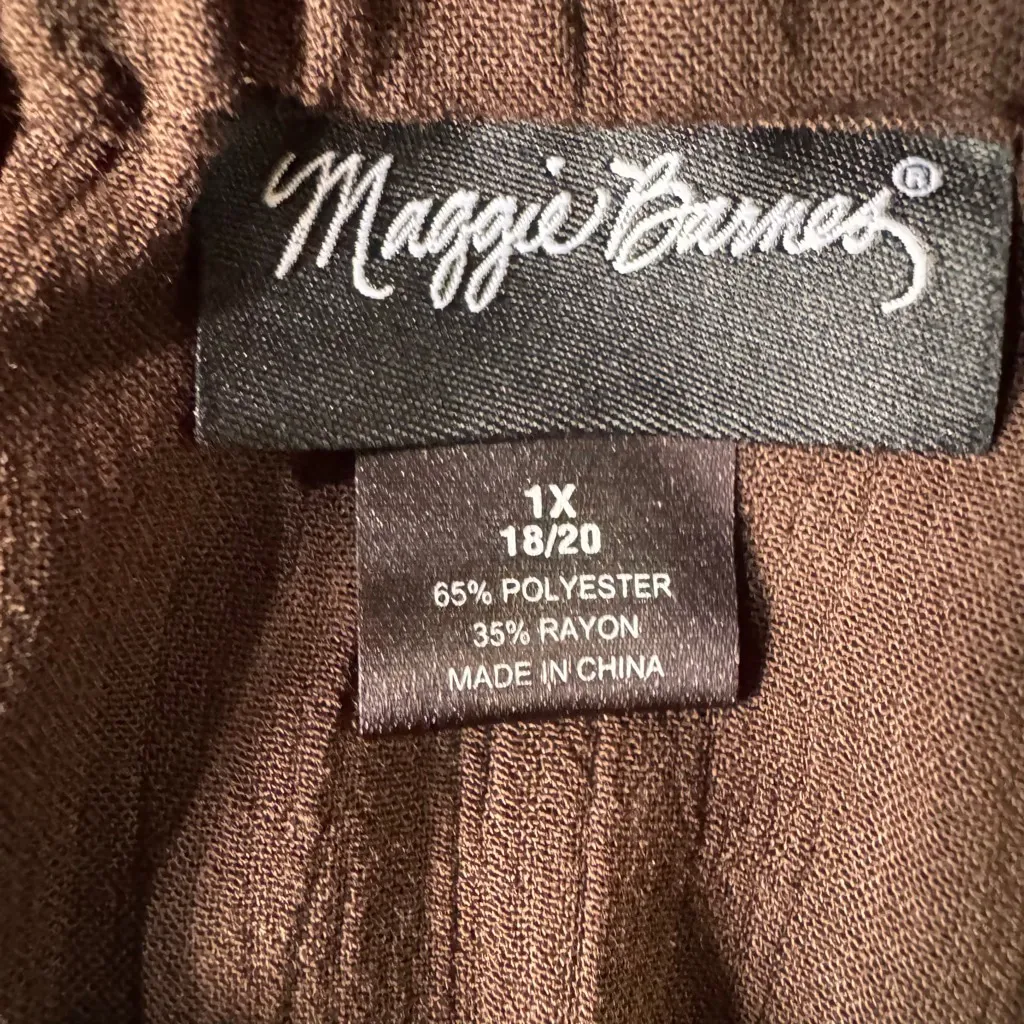 Maggie Barnes®
1X
18/20
65% POLYESTER
35% RAYON
MADE IN CHINA